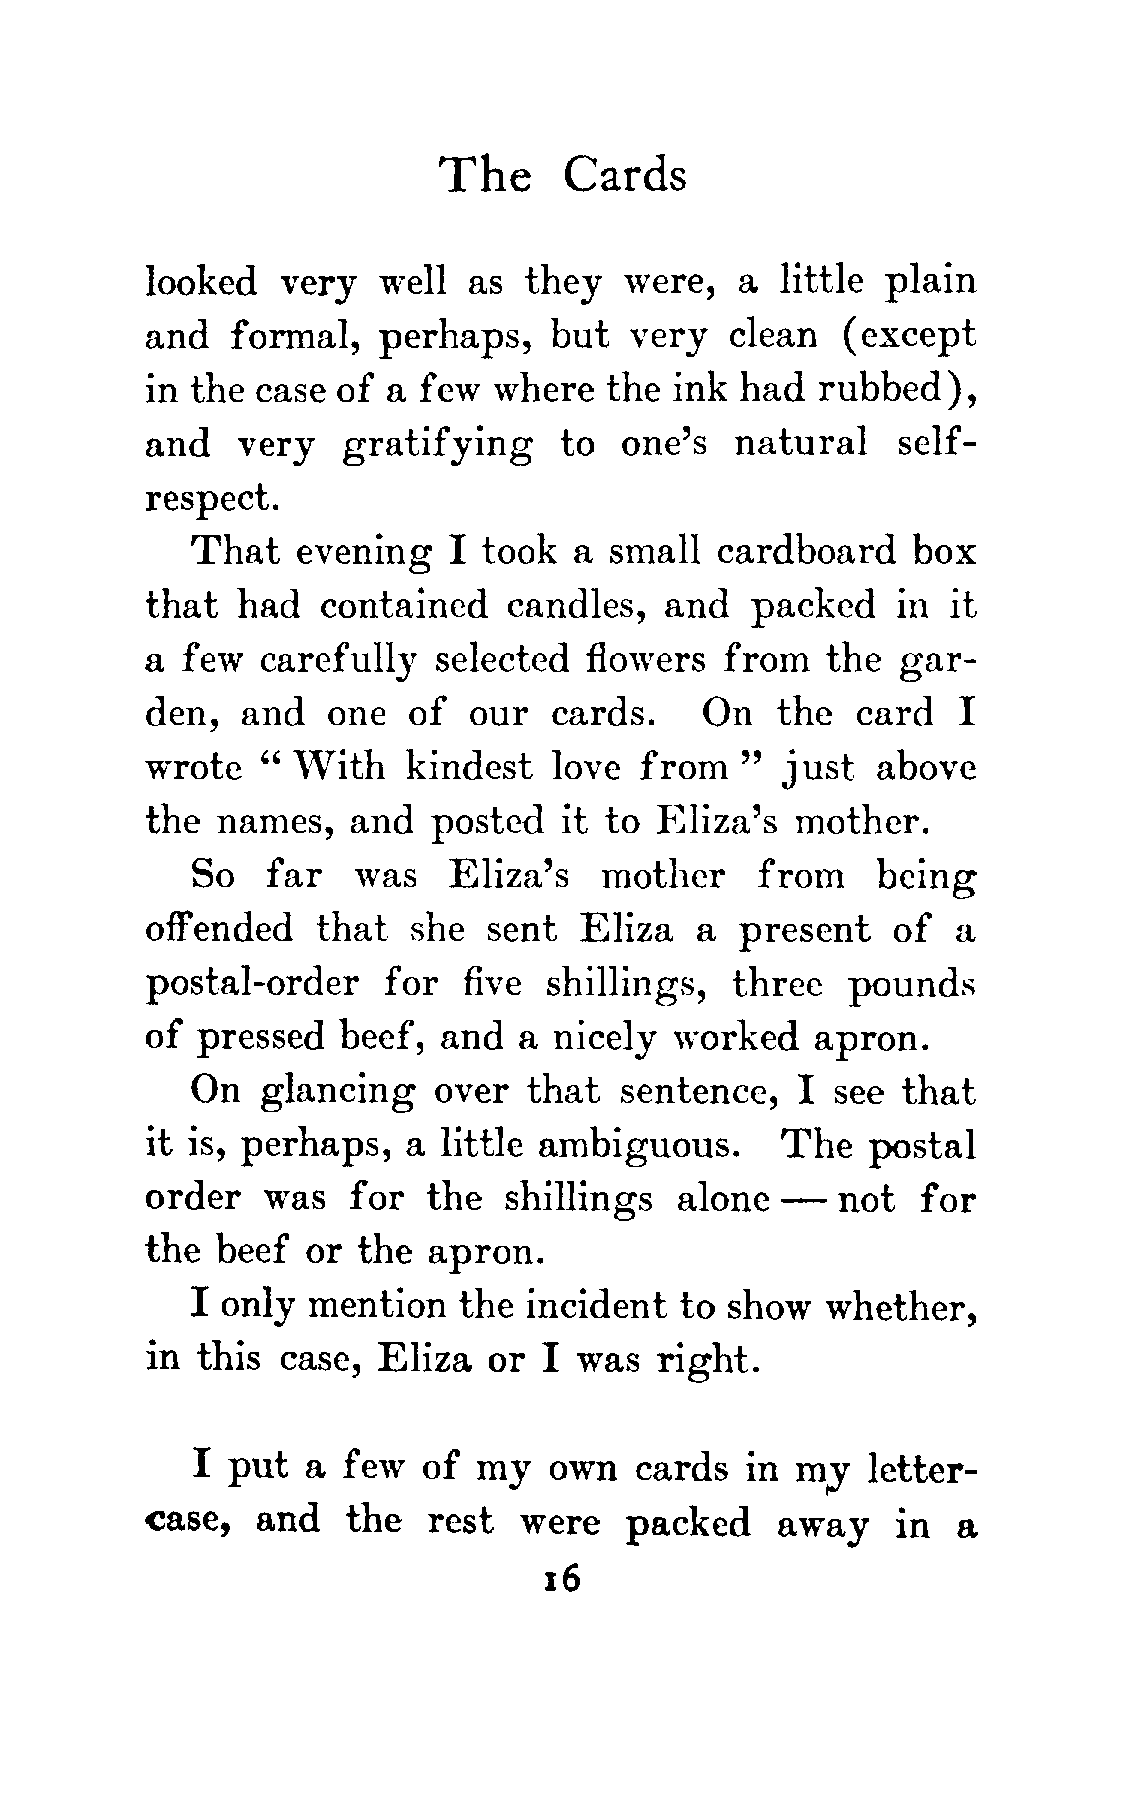 The Cards
looked very well as they were, a little plain
and formal, perhaps, but very clean (except
in the case of a few where the ink had rubbed),
and very gratifying to one's natural self-
respect.
That evening I took a small cardboard box
that had contained candles, and packed in it
a few carefully selected flowers from the gar-
den, and one of our cards. On the card I
wrote “ With kindest love from ” just above
the names, and posted it to Eliza's mother.
So far was Eliza's mother from being
offended that she sent Eliza a present of a
postal-order for five shillings, three pounds
of pressed beef, and a nicely worked apron.
On glancing over that sentence, I see that
it is, perhaps, a little ambiguous. The postal
order was for the shillings alone — not for
the beef or the apron.
I only mention the incident to show whether,
in this case, Eliza or I was right.
I put a few of my own cards in my letter-
case, and the rest were packed away in a
16